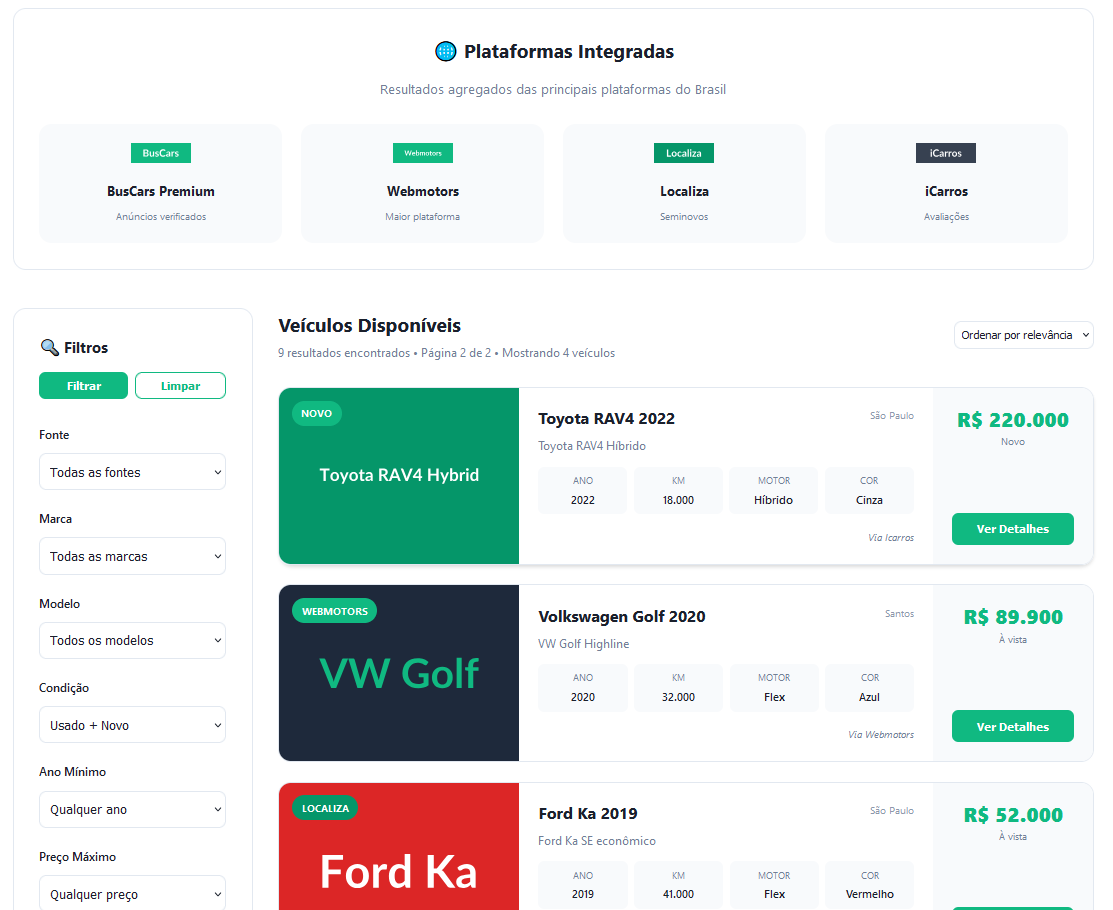 Plataformas Integradas
Resultados agregados das principais plataformas do Brasil
BusCars
BusCars Premium
Anúncios verificados
Webmotors
Webmotors
Maior plataforma
Localiza
Localiza
Seminovos
iCarros
iCarros
Avaliações
Filtros
Filtrar
Limpar
Fonte
Todas as fontes
Marca
Todas as marcas
Modelo
Todos os modelos
Condição
Usado + Novo
Ano Mínimo
Qualquer ano
Preço Máximo
Qualquer preço
Veículos Disponíveis
9 resultados encontrados • Página 2 de 2 • Mostrando 4 veículos
Ordenar por relevância
NOVO
Toyota RAV4 Hybrid
Toyota RAV4 2022
São Paulo
Toyota RAV4 Híbrido
ANO
2022
KM
18.000
MOTOR
Híbrido
COR
Cinza
Via Icarros
R$ 220.000
Novo
Ver Detalhes
WEBMOTORS
VW Golf
Volkswagen Golf 2020
Santos
VW Golf Highline
ANO
2020
KM
32.000
MOTOR
Flex
COR
Azul
Via Webmotors
R$ 89.900
À vista
Ver Detalhes
LOCALIZA
Ford Ka
Ford Ka 2019
São Paulo
Ford Ka SE econômico
ANO
2019
KM
41.000
MOTOR
Flex
COR
Vermelho
R$ 52.000
À vista